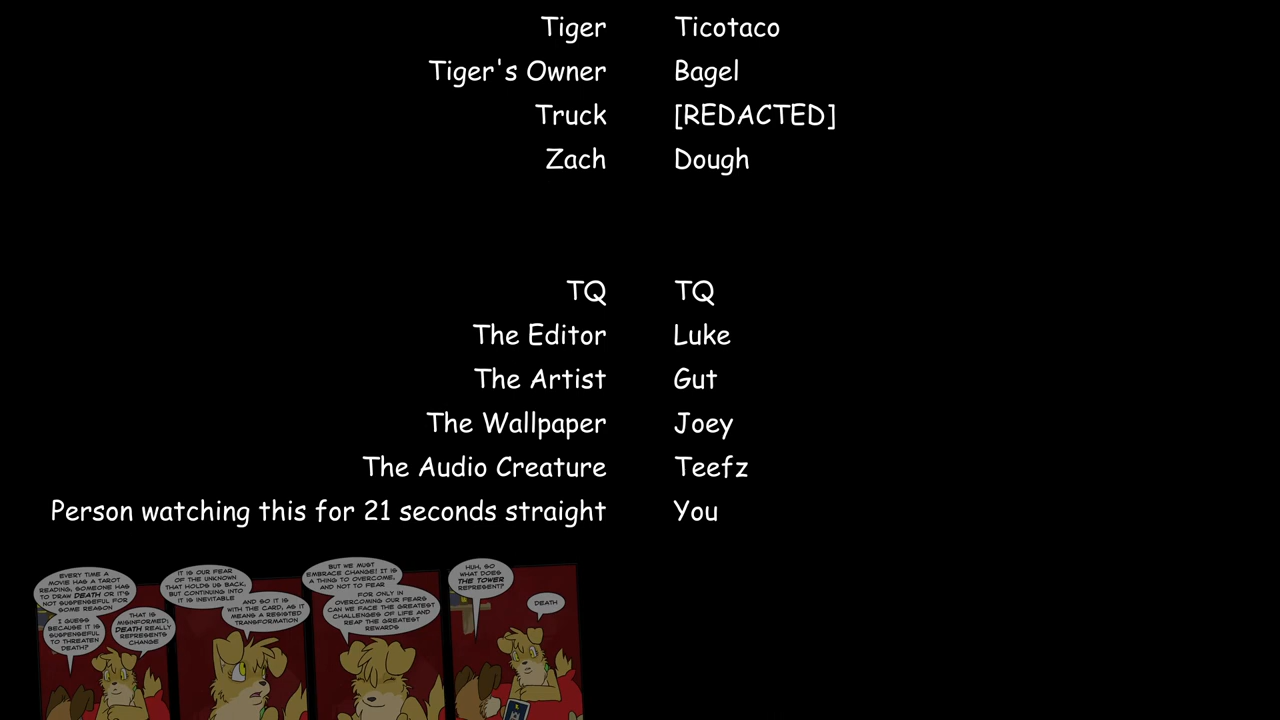 Tiger Ticotaco
Tiger's Owner Bagel
Truck [REDACTED]
Zach Dough
TQ TQ
The Editor Luke
The Artist Gut
The Wallpaper Joey
The Audio Creature Teefz
Person watching this for 21 seconds straight You
EVERY TIME A
MOVIE HAS A TAROT
READING, SOMEONE HAS
TO DRAW DEATH OR IT'S
NOT SUSPENSEFUL FOR
SOME REASON
I GUESS
BECAUSE IT IS
SUSPENSEFUL
TO THREATEN
DEATH?
THAT IS
MISINFORMED;
DEATH REALLY
REPRESENTS
CHANGE
IT IS OUR FEAR
OF THE UNKNOWN
THAT HOLDS US BACK,
BUT CONTINUING INTO
IT IS INEVITABLE
AND SO IT IS
WITH THE CARD, AS IT
MEANS A RESISTED
TRANSFORMATION
BUT WE MUST
EMBRACE CHANGE! IT IS
A THING TO OVERCOME,
AND NOT TO FEAR
FOR ONLY IN
OVERCOMING OUR FEARS
CAN WE FACE THE GREATEST
CHALLENGES OF LIFE AND
REAP THE GREATEST
REWARDS
HUH, SO
WHAT DOES
THE TOWER
REPRESENT?
DEATH